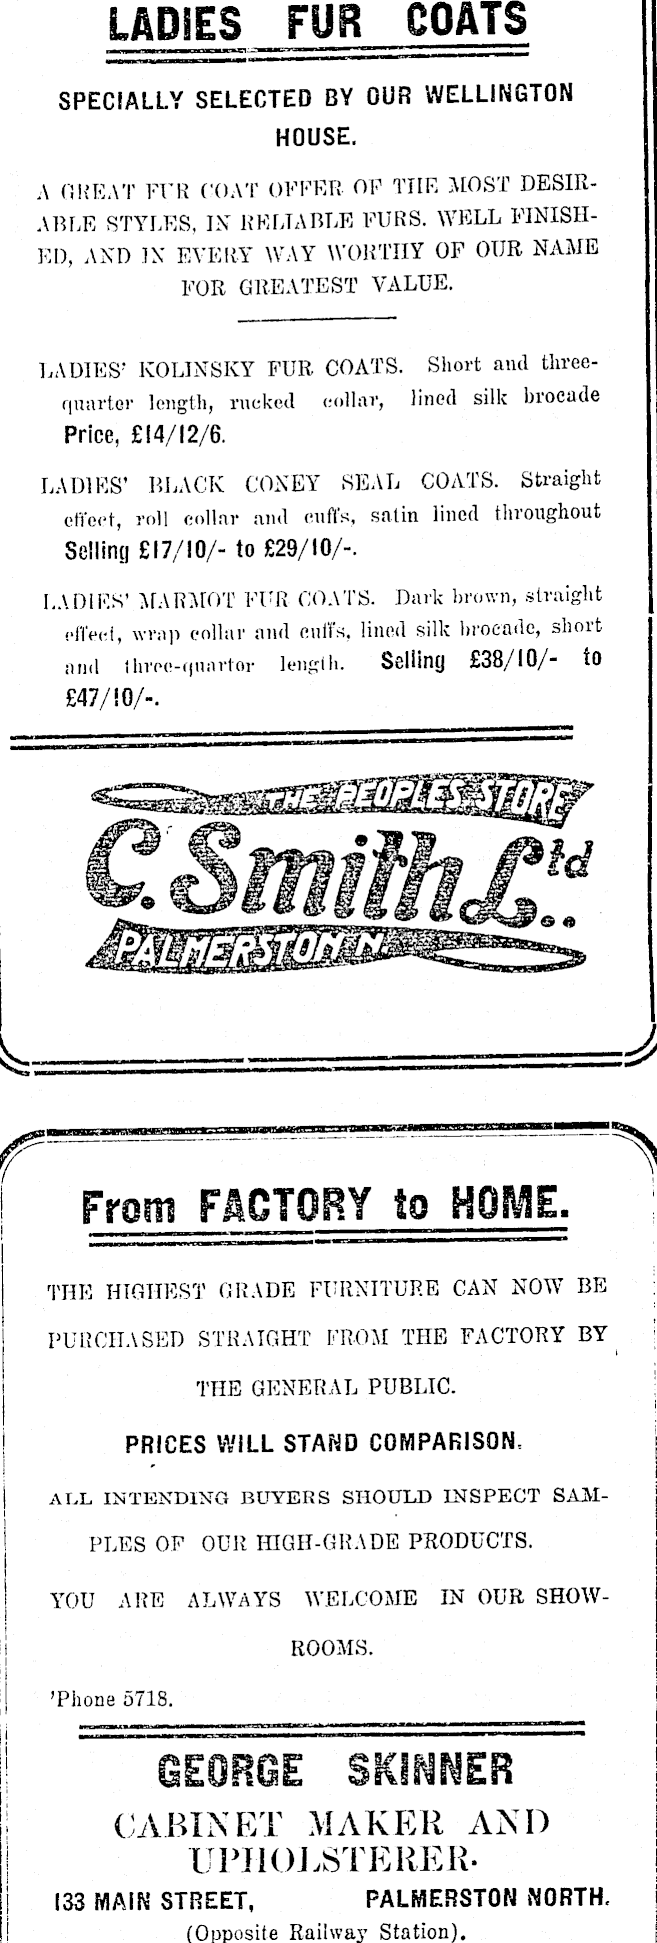 LADIES FUR COATS
SPECIALLY SELECTED BY OUR WELLINGTON
HOUSE.
A GREAT FUR COAT OFFER OF THE MOST DESIR-
ABLE STYLES, IN RELIABLE FURS. WELL FINISH-
ED, AND IN EVERY WAY WORTHY OF OUR NAME
FOR GREATEST VALUE.
LADIES' KOLINSKY FUR COATS. Short and three-
quarter length, rucked collar, lined silk brocade
Price, £14/12/6.
LADIES' BLACK CONEY SEAL COATS. Straight
effect, roll collar and cuffs, satin lined throughout
Selling £17/10/- to £29/10/-.
LADIES' MARMOT FUR COATS. Dark brown, straight
effect, wrap collar and cuffs, lined silk brocade, short
and three-quartor length. Selling £38/10/- to
£47/10/-.
THE PEOPLES STORE
C. Smith Ltd..
PALMERSTON N
From FACTORY to HOME.
THE HIGHEST GRADE FURNITURE CAN NOW BE
PURCHASED STRAIGHT FROM THE FACTORY BY
THE GENERAL PUBLIC.
PRICES WILL STAND COMPARISON.
ALL INTENDING BUYERS SHOULD INSPECT SAM-
PLES OF OUR HIGH-GRADE PRODUCTS.
YOU ARE ALWAYS WELCOME IN OUR SHOW-
ROOMS.
'Phone 5718.
GEORGE SKINNER
CABINET MAKER AND
UPHOLSTERER.
133 MAIN STREET, PALMERSTON NORTH.
(Opposite Railway Station).